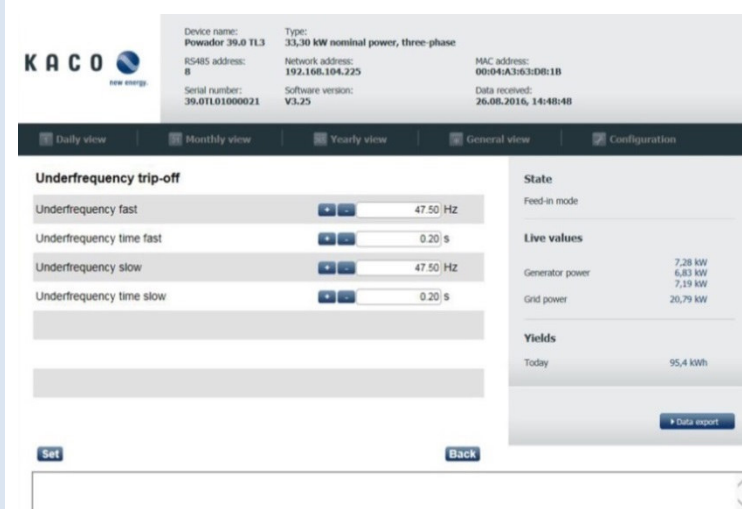 KACO
new energy.
Device name:
Powador 39.0 TL3
Type:
33,30 kW nominal power, three-phase
RS485 address:
8
Network address:
192.168.104.225
MAC address:
00:04:A3:63:D8:1B
Serial number:
39.0TL01000021
Software version:
V3.25
Data received:
26.08.2016, 14:48:48
Daily view
Monthly view
Yearly view
General view
Configuration
Underfrequency trip-off
Underfrequency fast + - 47.50 Hz
Underfrequency time fast + - 0.20 s
Underfrequency slow + - 47.50 Hz
Underfrequency time slow + - 0.20 s
Set
Back
State
Feed-in mode
Live values
Generator power
7,28 kW
6,83 kW
7,19 kW
Grid power 20,79 kW
Yields
Today 95,4 kWh
Data export